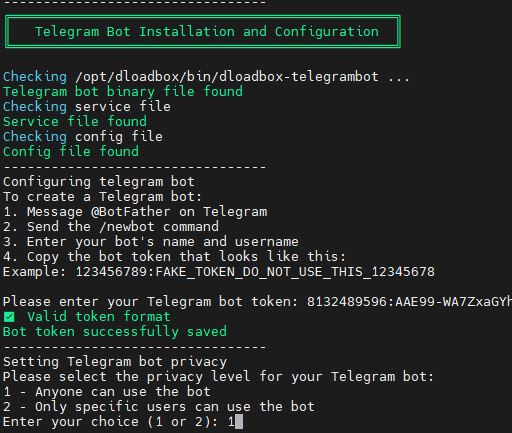 ---------------------------------
Telegram Bot Installation and Configuration
Checking /opt/dloadbox/bin/dloadbox-telegrambot ...
Telegram bot binary file found
Checking service file
Service file found
Checking config file
Config file found
---------------------------------
Configuring telegram bot
To create a Telegram bot:
1. Message @BotFather on Telegram
2. Send the /newbot command
3. Enter your bot's name and username
4. Copy the bot token that looks like this:
Example: 123456789:FAKE_TOKEN_DO_NOT_USE_THIS_12345678
Please enter your Telegram bot token: 8132489596:AAE99-WA7ZxaGYh
✅ Valid token format
Bot token successfully saved
---------------------------------
Setting Telegram bot privacy
Please select the privacy level for your Telegram bot:
1 - Anyone can use the bot
2 - Only specific users can use the bot
Enter your choice (1 or 2): 1